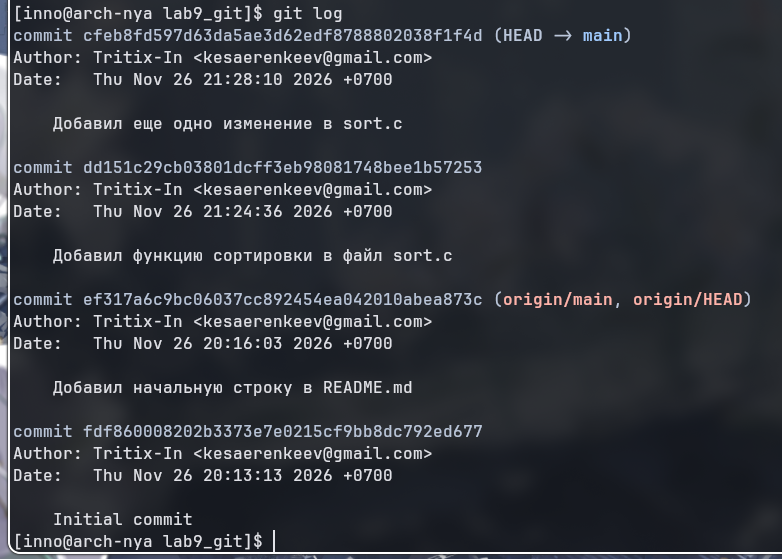 [inno@arch-nya lab9_git]$ git log
commit cfeb8fd597d63da5ae3d62edf8788802038f1f4d (HEAD -> main)
Author: Tritix-In <kesaerenkeev@gmail.com>
Date:   Thu Nov 26 21:28:10 2026 +0700
Добавил еще одно изменение в sort.c
commit dd151c29cb03801dcff3eb98081748bee1b57253
Author: Tritix-In <kesaerenkeev@gmail.com>
Date:   Thu Nov 26 21:24:36 2026 +0700
Добавил функцию сортировки в файл sort.c
commit ef317a6c9bc06037cc892454ea042010abea873c (origin/main, origin/HEAD)
Author: Tritix-In <kesaerenkeev@gmail.com>
Date:   Thu Nov 26 20:16:03 2026 +0700
Добавил начальную строку в README.md
commit fdf860008202b3373e7e0215cf9bb8dc792ed677
Author: Tritix-In <kesaerenkeev@gmail.com>
Date:   Thu Nov 26 20:13:13 2026 +0700
Initial commit
[inno@arch-nya lab9_git]$